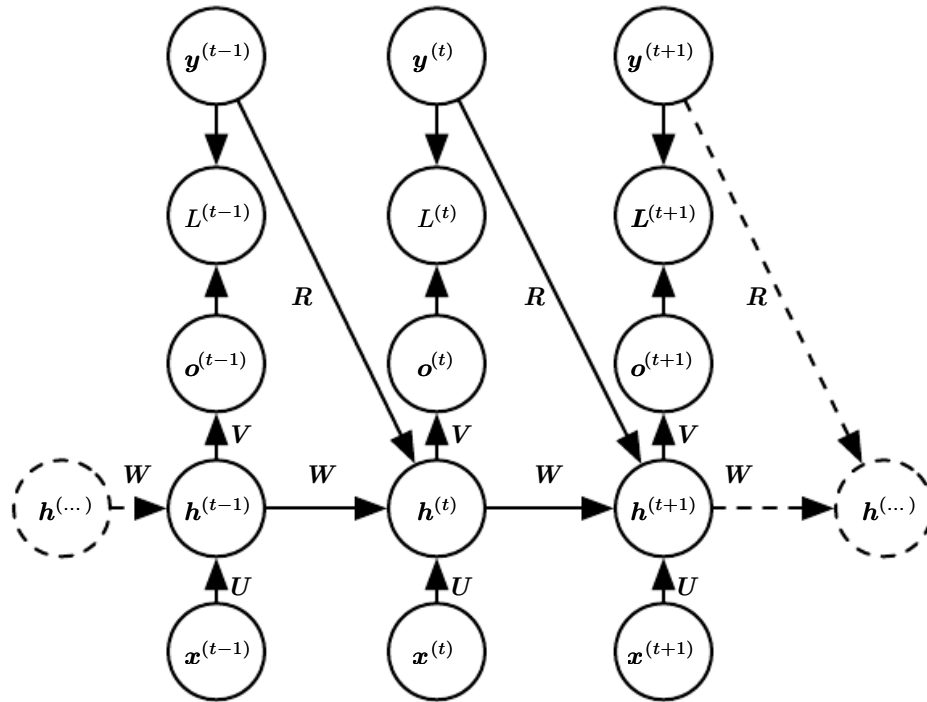 y^(t−1) y^(t) y^(t+1)
L^(t−1) L^(t) L^(t+1)
R R R
o^(t−1) o^(t) o^(t+1)
V V V
W W W W
h^(...) h^(t−1) h^(t) h^(t+1) h^(...)
U U U
x^(t−1) x^(t) x^(t+1)